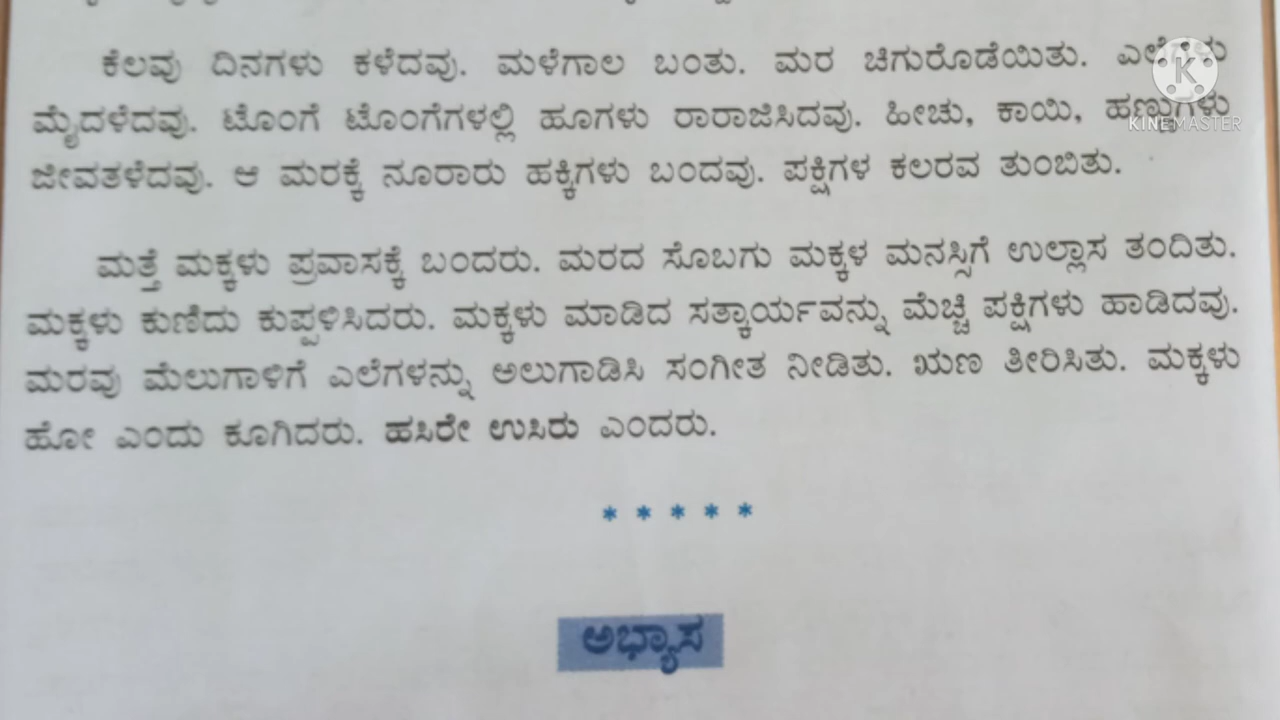 ಕೆಲವು ದಿನಗಳು ಕಳೆದವು. ಮಳೆಗಾಲ ಬಂತು. ಮರ ಚಿಗುರೊಡೆಯಿತು.
ಮೈದಳೆದವು. ಟೊಂಗೆ ಟೊಂಗೆಗಳಲ್ಲಿ ಹೂಗಳು ರಾರಾಜಿಸಿದವು. ಹೀಚು, ಕಾಯಿ, ಹಣ್ಣುಗಳು
ಜೀವತಳೆದವು. ಆ ಮರಕ್ಕೆ ನೂರಾರು ಹಕ್ಕಿಗಳು ಬಂದವು. ಪಕ್ಷಿಗಳ ಕಲರವ ತುಂಬಿತು.
ಮತ್ತೆ ಮಕ್ಕಳು ಪ್ರವಾಸಕ್ಕೆ ಬಂದರು. ಮರದ ಸೊಬಗು ಮಕ್ಕಳ ಮನಸ್ಸಿಗೆ ಉಲ್ಲಾಸ ತಂದಿತು.
ಮಕ್ಕಳು ಕುಣಿದು ಕುಪ್ಪಳಿಸಿದರು. ಮಕ್ಕಳು ಮಾಡಿದ ಸತ್ಕಾರ್ಯವನ್ನು ಮೆಚ್ಚಿ ಪಕ್ಷಿಗಳು ಹಾಡಿದವು.
ಮರವು ಮೆಲುಗಾಳಿಗೆ ಎಲೆಗಳನ್ನು ಅಲುಗಾಡಿಸಿ ಸಂಗೀತ ನೀಡಿತು. ಋಣ ತೀರಿಸಿತು. ಮಕ್ಕಳು
ಹೋ ಎಂದು ಕೂಗಿದರು. ಹಸಿರೇ ಉಸಿರು ಎಂದರು.
* * * * *
ಅಭ್ಯಾಸ
K
KINEMASTER